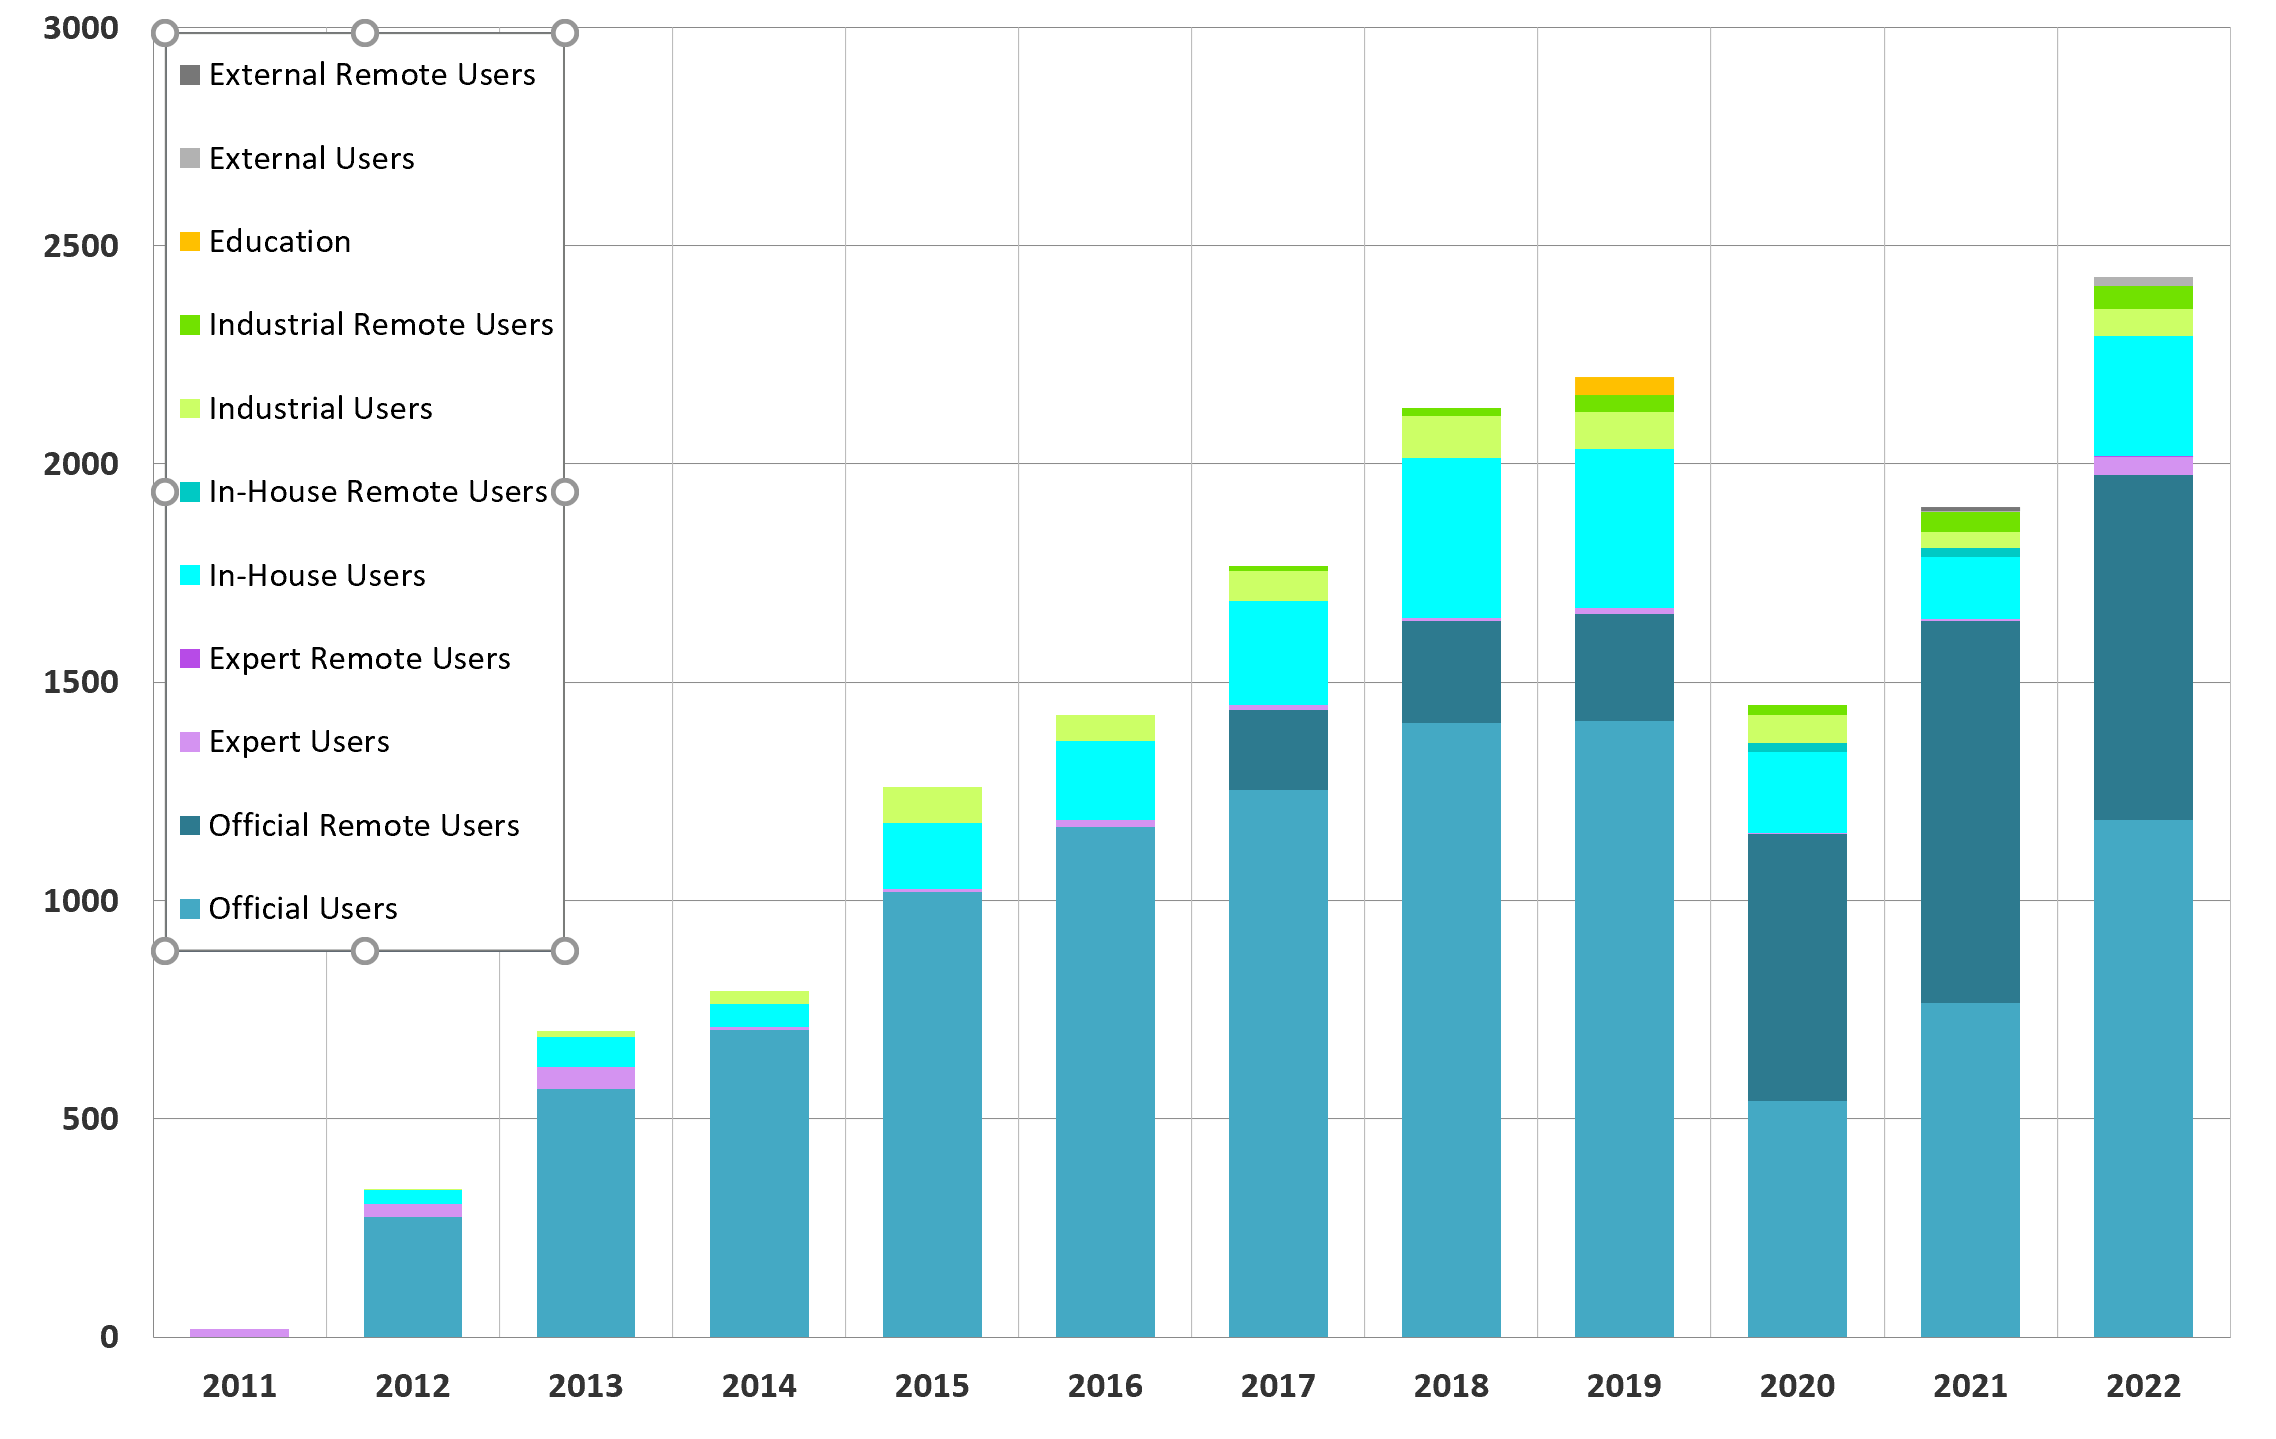 3000
2500
2000
1500
1000
500
0
External Remote Users
External Users
Education
Industrial Remote Users
Industrial Users
In-House Remote Users
In-House Users
Expert Remote Users
Expert Users
Official Remote Users
Official Users
2011 2012 2013 2014 2015 2016 2017 2018 2019 2020 2021 2022